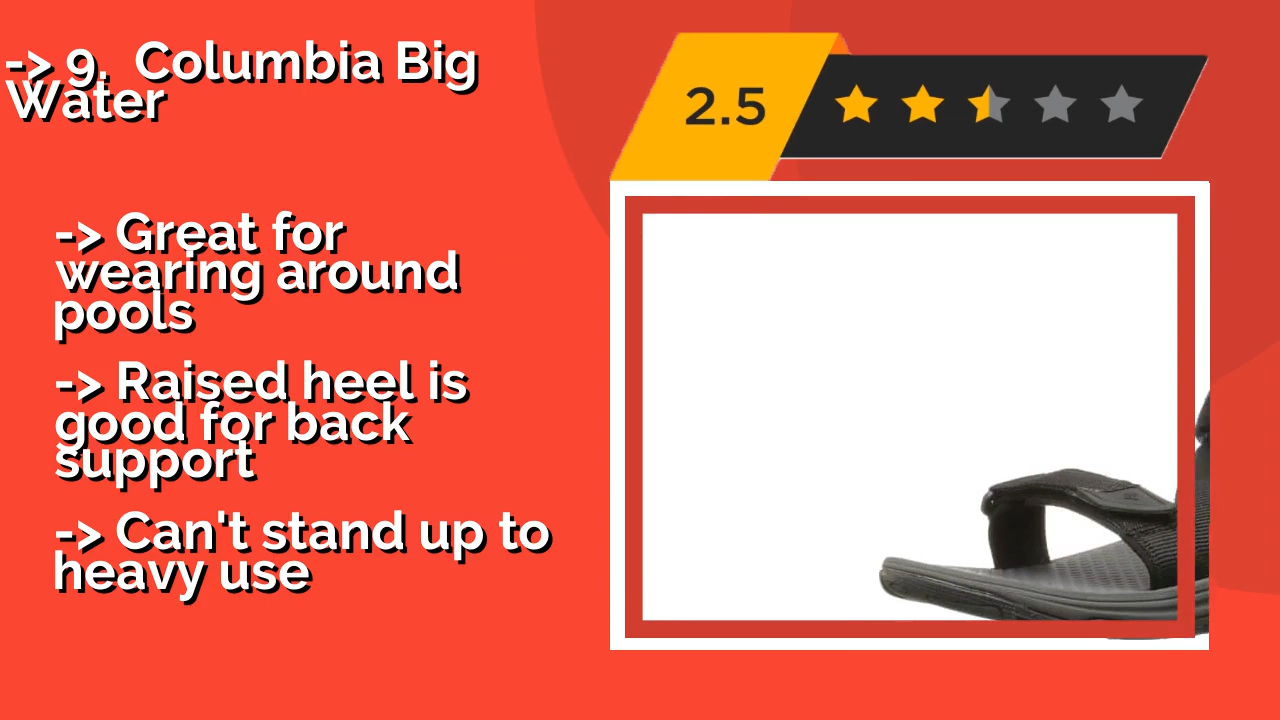 -> 9.  Columbia Big
Water
2.5
-> Great for
wearing around
pools
-> Raised heel is
good for back
support
-> Can't stand up to
heavy use